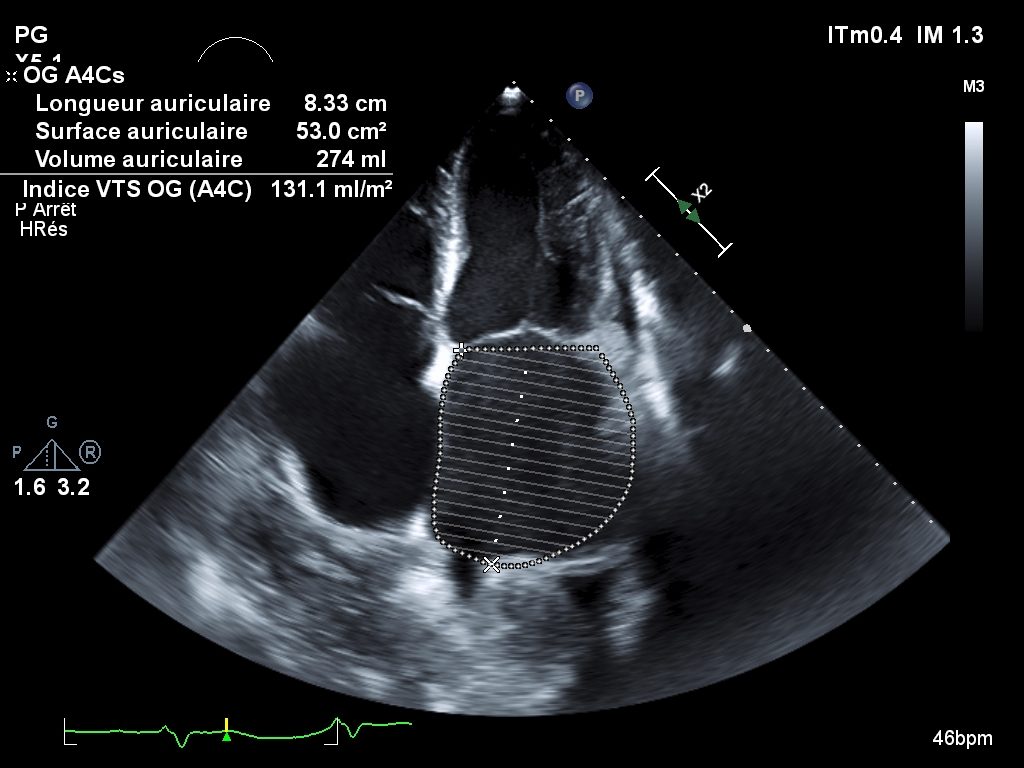 PG
ITm0.4 IM 1.3
OG A4Cs
Longueur auriculaire 8.33 cm
Surface auriculaire 53.0 cm²
Volume auriculaire 274 ml
Indice VTS OG (A4C) 131.1 ml/m²
P Arrêt
HRés
M3
P
X2
G
P R
1.6 3.2
46bpm